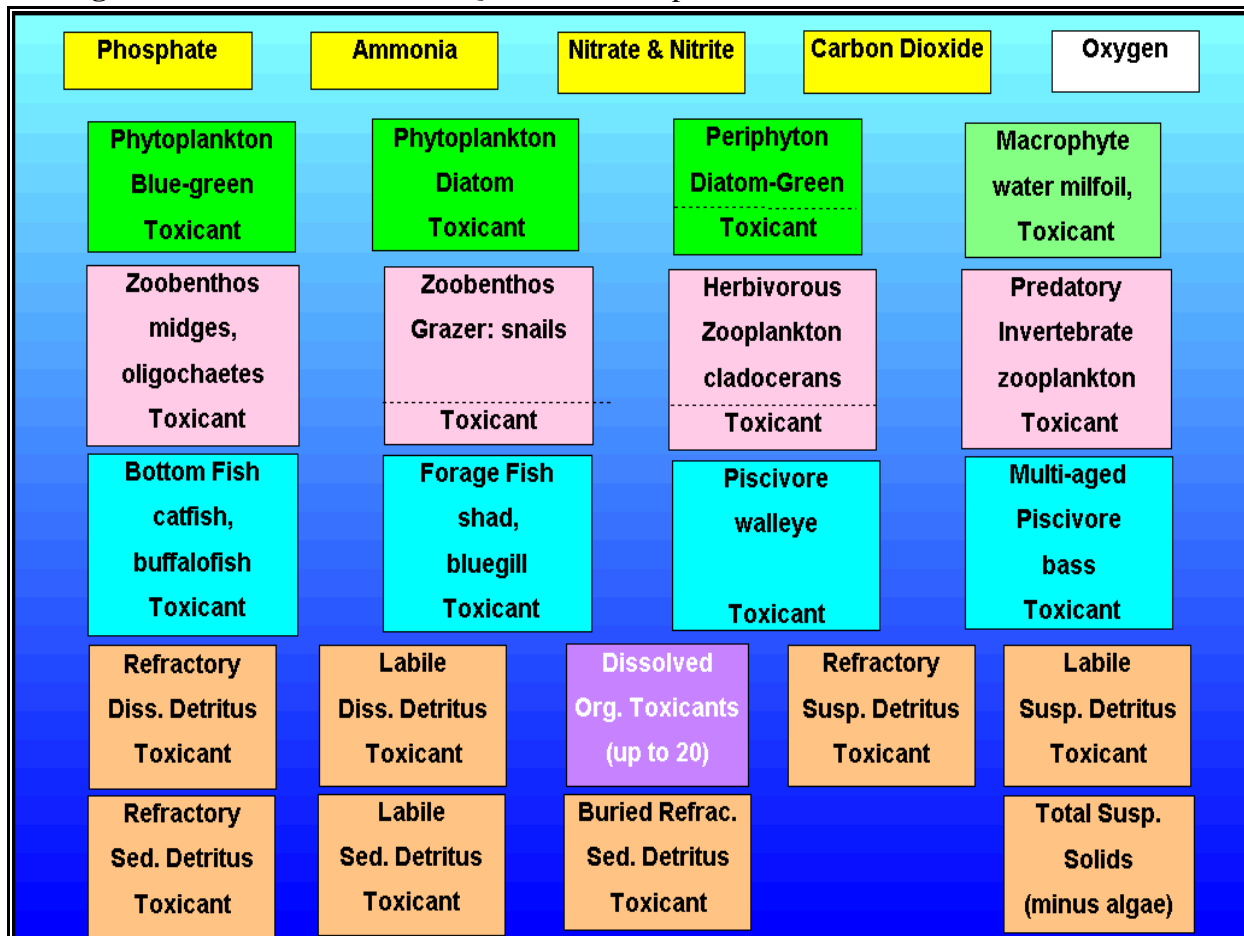 Phosphate
Ammonia
Nitrate & Nitrite
Carbon Dioxide
Oxygen
Phytoplankton
Blue-green
Toxicant
Phytoplankton
Diatom
Toxicant
Periphyton
Diatom-Green
Toxicant
Macrophyte
water milfoil,
Toxicant
Zoobenthos
midges,
oligochaetes
Toxicant
Zoobenthos
Grazer: snails
Toxicant
Herbivorous
Zooplankton
cladocerans
Toxicant
Predatory
Invertebrate
zooplankton
Toxicant
Bottom Fish
catfish,
buffalofish
Toxicant
Forage Fish
shad,
bluegill
Toxicant
Piscivore
walleye
Toxicant
Multi-aged
Piscivore
bass
Toxicant
Refractory
Diss. Detritus
Toxicant
Labile
Diss. Detritus
Toxicant
Dissolved
Org. Toxicants
(up to 20)
Refractory
Susp. Detritus
Toxicant
Labile
Susp. Detritus
Toxicant
Refractory
Sed. Detritus
Toxicant
Labile
Sed. Detritus
Toxicant
Buried Refrac.
Sed. Detritus
Toxicant
Total Susp.
Solids
(minus algae)